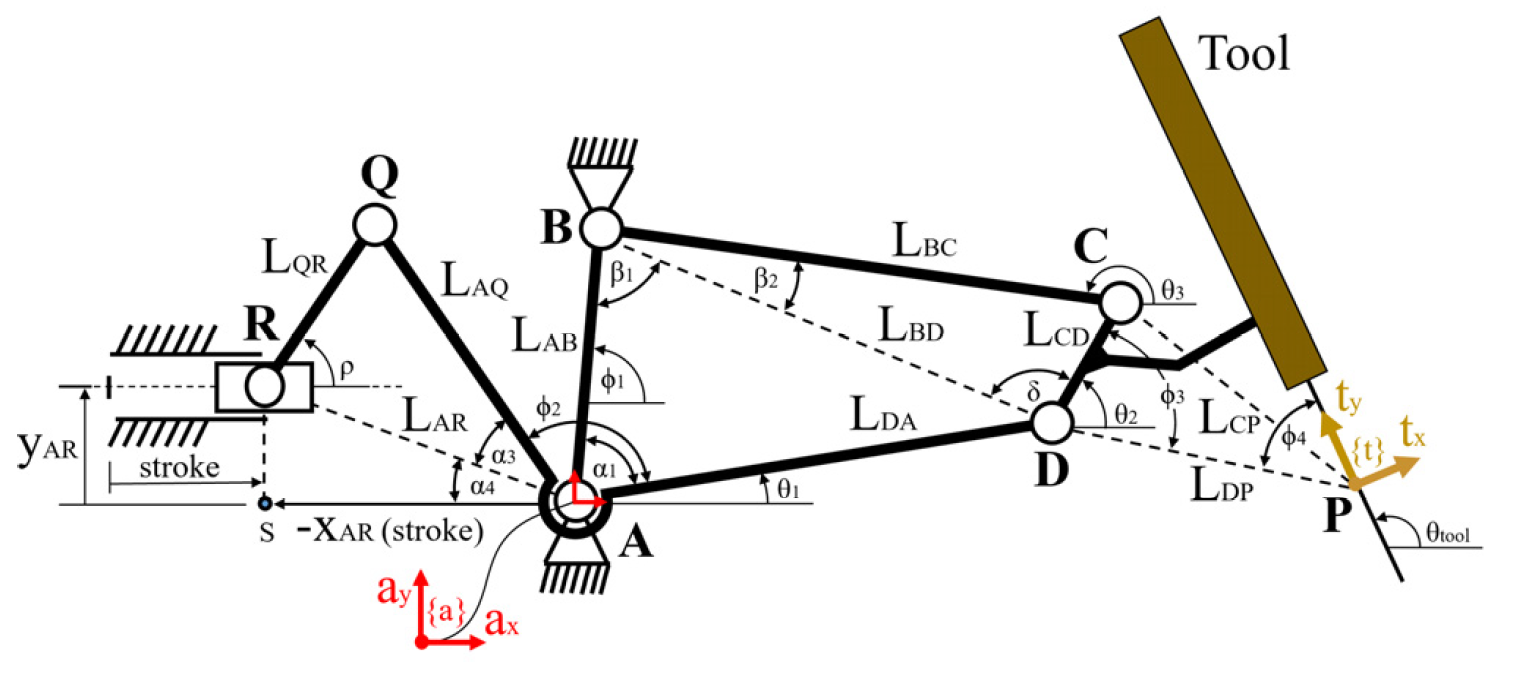 Tool
Q
B
C
LQR
LAQ
LBC
β1
β2
θ3
R
LAB
LBD
LCD
ρ
ϕ1
LAR
ϕ2
LDA
δ
θ2
ϕ3
LCP
ty
{t}
tx
ϕ4
yAR
stroke
α3
α4
α1
θ1
D
LDP
P
S
-XAR (stroke)
A
θtool
ay
{a}
ax